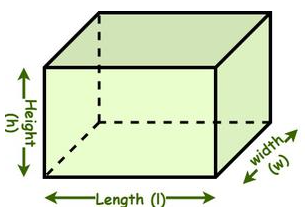 Height
(h)
width
(w)
Length (l)